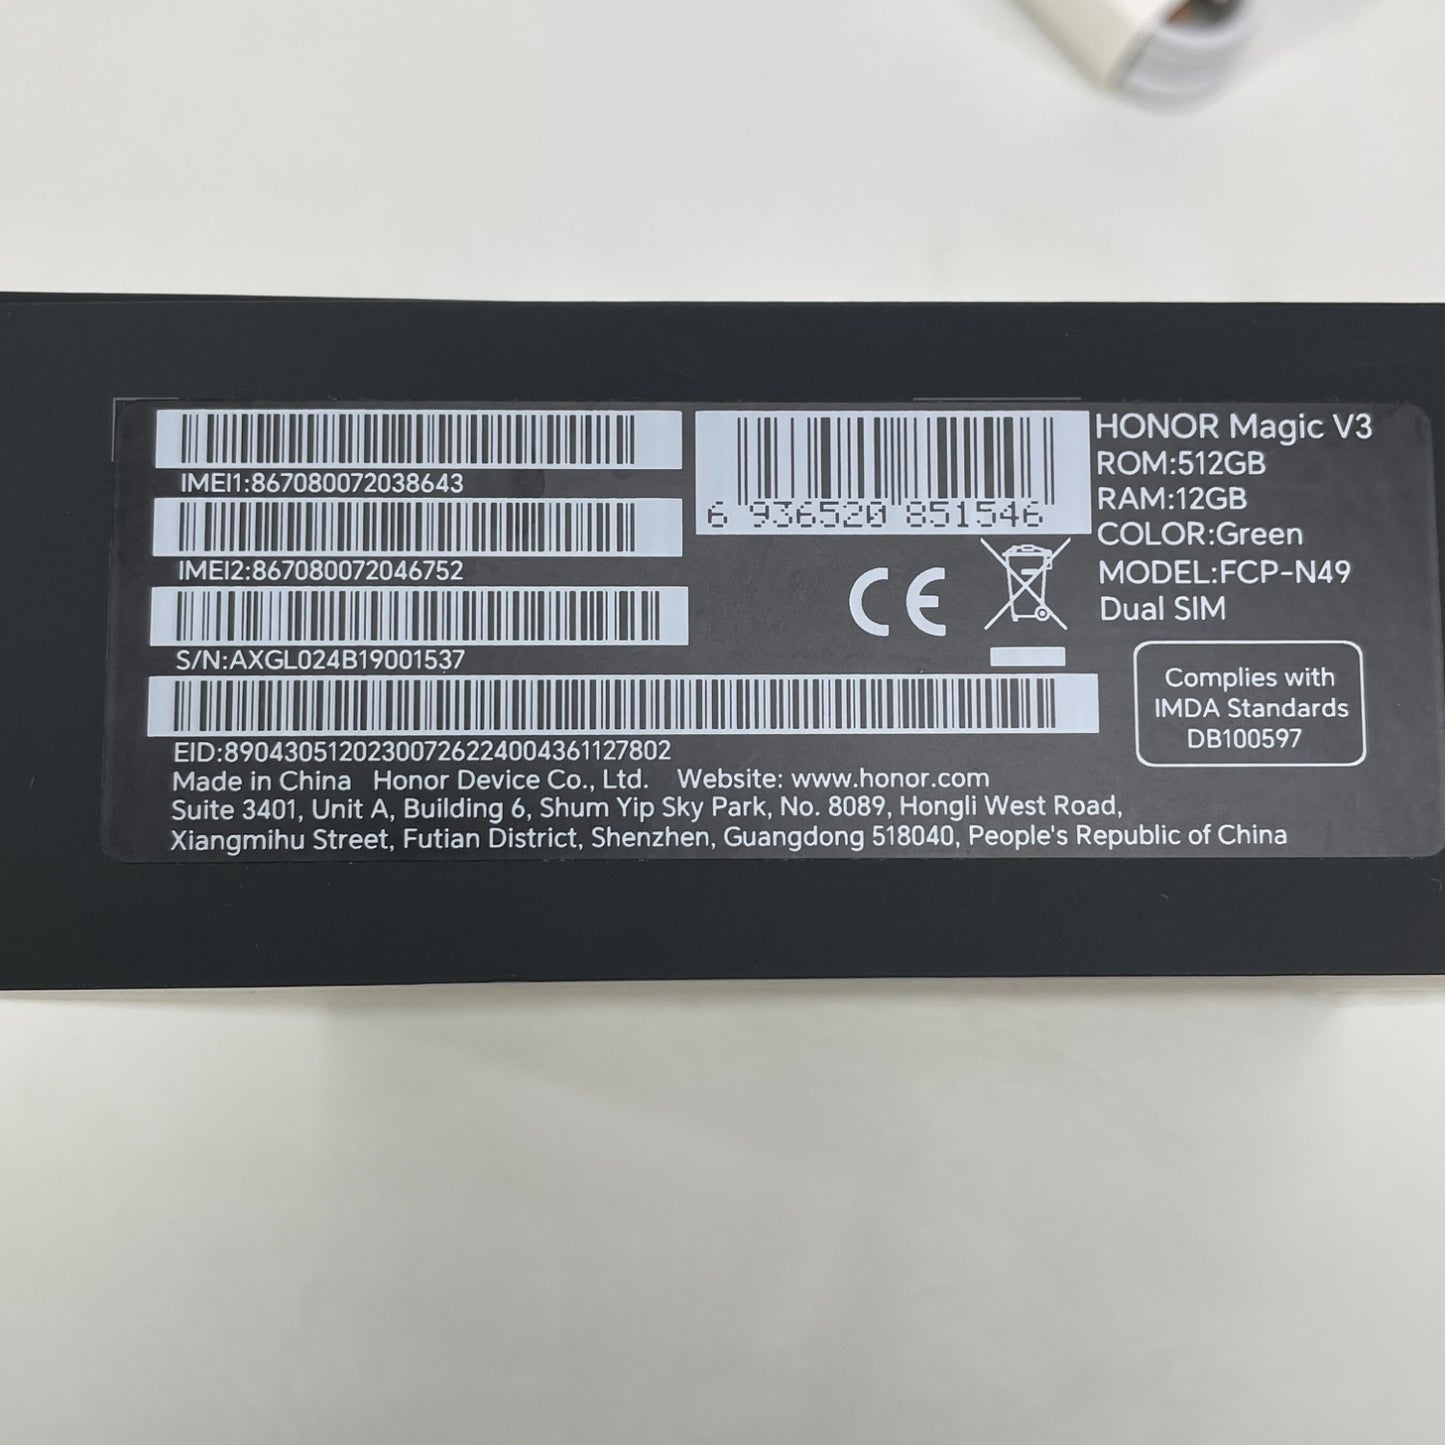 IMEI1:867080072038643
IMEI2:867080072046752
S/N:AXGL024B19001537
EID:89043051202300726224004361127802
6 936520 851546
CE
HONOR Magic V3
ROM:512GB
RAM:12GB
COLOR:Green
MODEL:FCP-N49
Dual SIM
Complies with
IMDA Standards
DB100597
Made in China Honor Device Co., Ltd. Website: www.honor.com
Suite 3401, Unit A, Building 6, Shum Yip Sky Park, No. 8089, Hongli West Road,
Xiangmihu Street, Futian District, Shenzhen, Guangdong 518040, People's Republic of China